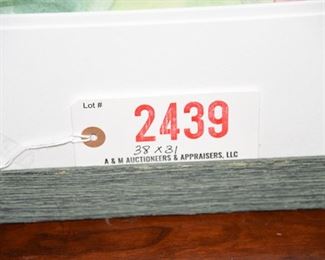 Lot #
2439
38 x 31
A & M AUCTIONEERS & APPRAISERS, LLC